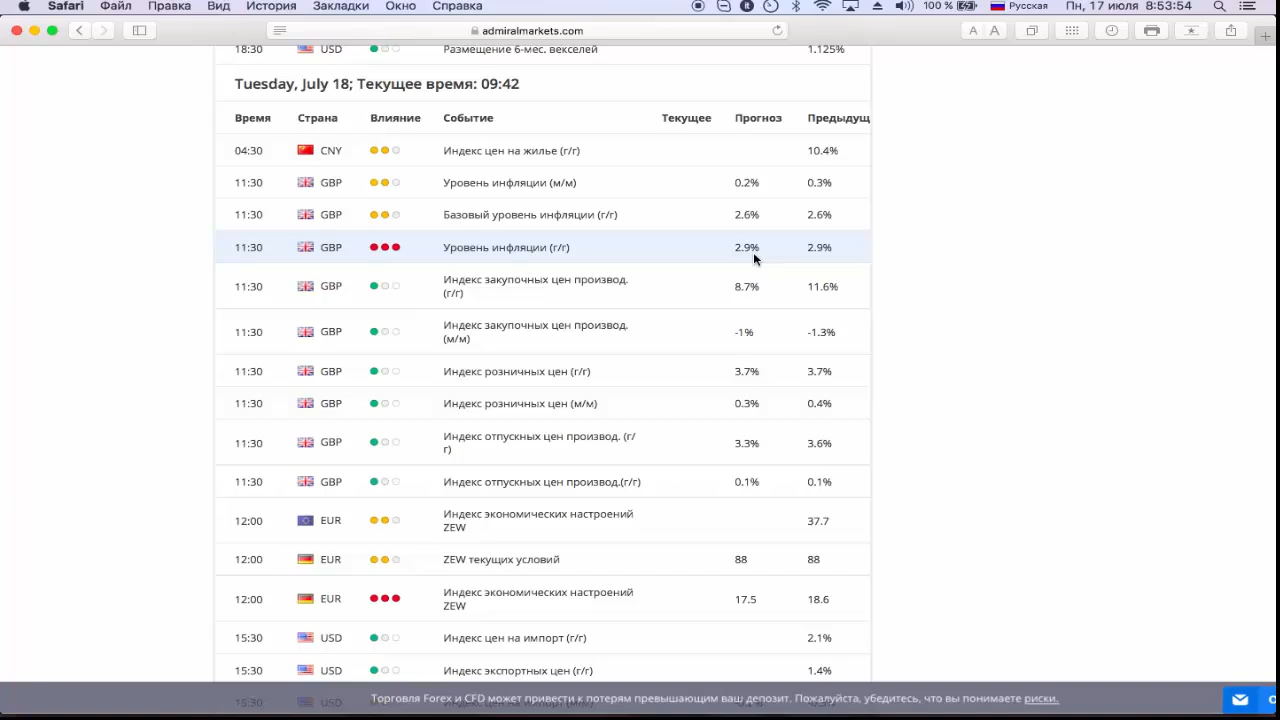 Safari Файл Правка Вид История Закладки Окно Справка 100 % Русская Пн, 17 июля 8:53:54
admiralmarkets.com A A
18:30 USD Размещение 6-мес. векселей 1.125%
Tuesday, July 18; Текущее время: 09:42
Время Страна Влияние Событие Текущее Прогноз Предыдущ
04:30 CNY Индекс цен на жилье (г/г) 10.4%
11:30 GBP Уровень инфляции (м/м) 0.2% 0.3%
11:30 GBP Базовый уровень инфляции (г/г) 2.6% 2.6%
11:30 GBP Уровень инфляции (г/г) 2.9% 2.9%
11:30 GBP Индекс закупочных цен производ. 8.7% 11.6%
(г/г)
11:30 GBP Индекс закупочных цен производ. -1% -1.3%
(м/м)
11:30 GBP Индекс розничных цен (г/г) 3.7% 3.7%
11:30 GBP Индекс розничных цен (м/м) 0.3% 0.4%
11:30 GBP Индекс отпускных цен производ. (г/ 3.3% 3.6%
г)
11:30 GBP Индекс отпускных цен производ.(г/г) 0.1% 0.1%
12:00 EUR Индекс экономических настроений 37.7
ZEW
12:00 EUR ZEW текущих условий 88 88
12:00 EUR Индекс экономических настроений 17.5 18.6
ZEW
15:30 USD Индекс цен на импорт (г/г) 2.1%
15:30 USD Индекс экспортных цен (г/г) 1.4%
Торговля Forex и CFD может привести к потерям превышающим ваш депозит. Пожалуйста, убедитесь, что вы понимаете риски.
15:30 USD Индекс цен на импорт (м/м)